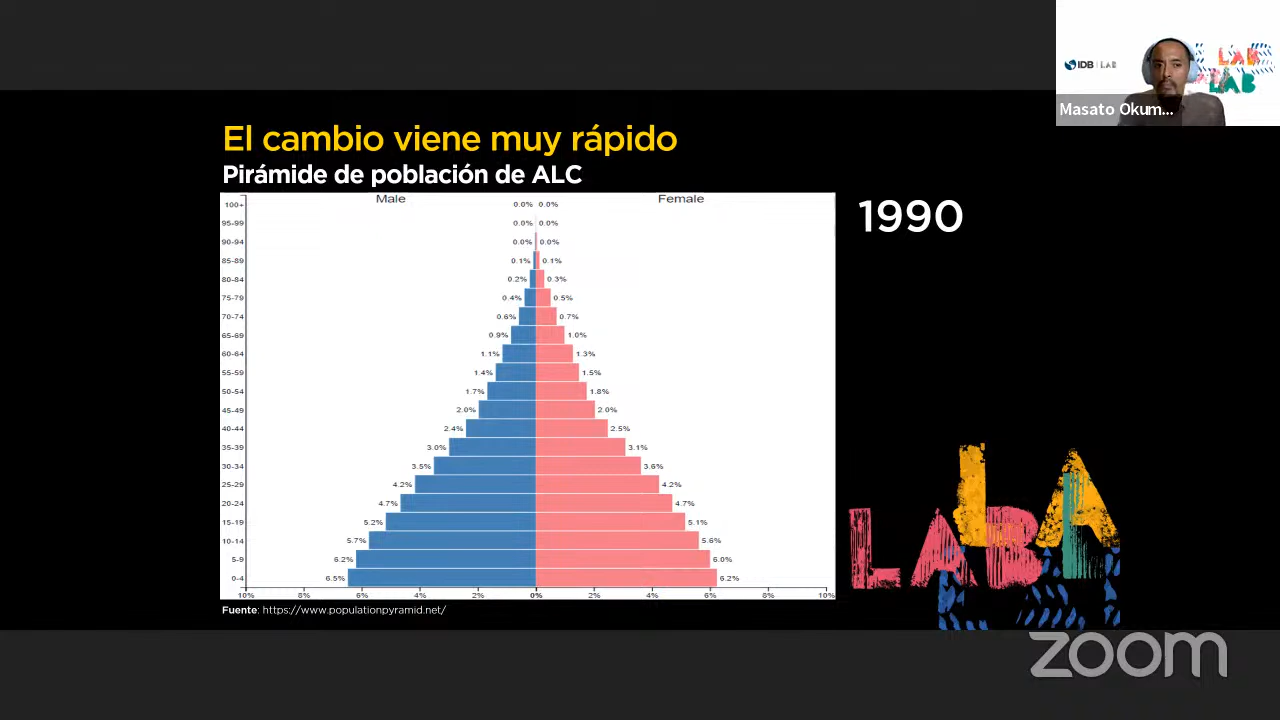 IDB | LAB
LAB
LAB
Masato Okum...
El cambio viene muy rápido
Pirámide de población de ALC
1990
Male Female
100+ 0.0% 0.0%
95-99 0.0% 0.0%
90-94 0.0% 0.0%
85-89 0.1% 0.1%
80-84 0.2% 0.3%
75-79 0.4% 0.5%
70-74 0.6% 0.7%
65-69 0.9% 1.0%
60-64 1.1% 1.3%
55-59 1.4% 1.5%
50-54 1.7% 1.8%
45-49 2.0% 2.0%
40-44 2.4% 2.5%
35-39 3.0% 3.1%
30-34 3.5% 3.6%
25-29 4.2% 4.2%
20-24 4.7% 4.7%
15-19 5.2% 5.1%
10-14 5.7% 5.6%
5-9 6.2% 6.0%
0-4 6.5% 6.2%
10% 8% 6% 4% 2% 0% 2% 4% 6% 8% 10%
Fuente: https://www.populationpyramid.net/
LA
LAB
zoom